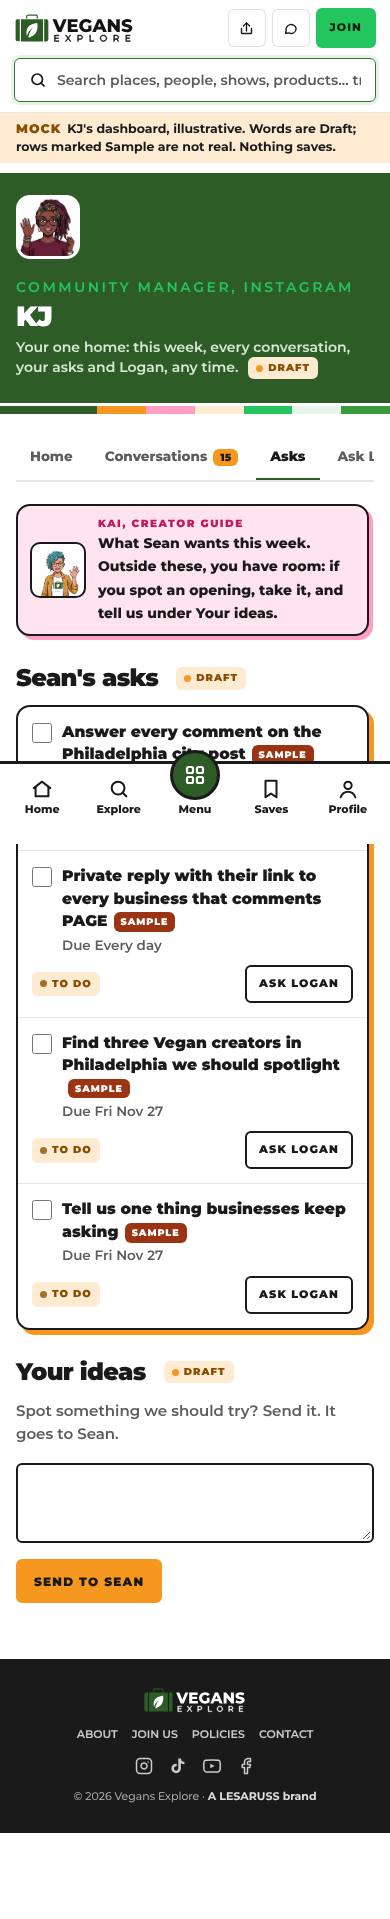 VEGANS
EXPLORE
JOIN
Search places, people, shows, products...
MOCK KJ's dashboard, illustrative. Words are Draft;
rows marked Sample are not real. Nothing saves.
COMMUNITY MANAGER, INSTAGRAM
KJ
Your one home: this week, every conversation,
your asks and Logan, any time. DRAFT
Home Conversations 15 Asks Ask L
KAI, CREATOR GUIDE
What Sean wants this week.
Outside these, you have room: if
you spot an opening, take it, and
tell us under Your ideas.
Sean's asks DRAFT
Answer every comment on the
Philadelphia city post SAMPLE
Home Explore Menu Saves Profile
Private reply with their link to
every business that comments
PAGE SAMPLE
Due Every day
TO DO ASK LOGAN
Find three Vegan creators in
Philadelphia we should spotlight
SAMPLE
Due Fri Nov 27
TO DO ASK LOGAN
Tell us one thing businesses keep
asking SAMPLE
Due Fri Nov 27
TO DO ASK LOGAN
Your ideas DRAFT
Spot something we should try? Send it. It
goes to Sean.
SEND TO SEAN
VEGANS
EXPLORE
ABOUT JOIN US POLICIES CONTACT
© 2026 Vegans Explore · A LESARUSS brand